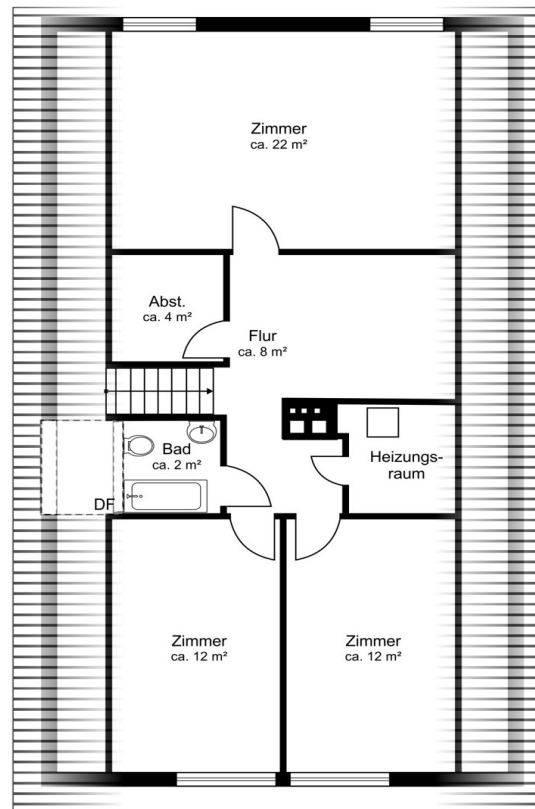 Zimmer
ca. 22 m²
Abst.
ca. 4 m²
Flur
ca. 8 m²
Bad
ca. 2 m²
Heizungs-
raum
DF
Zimmer
ca. 12 m²
Zimmer
ca. 12 m²